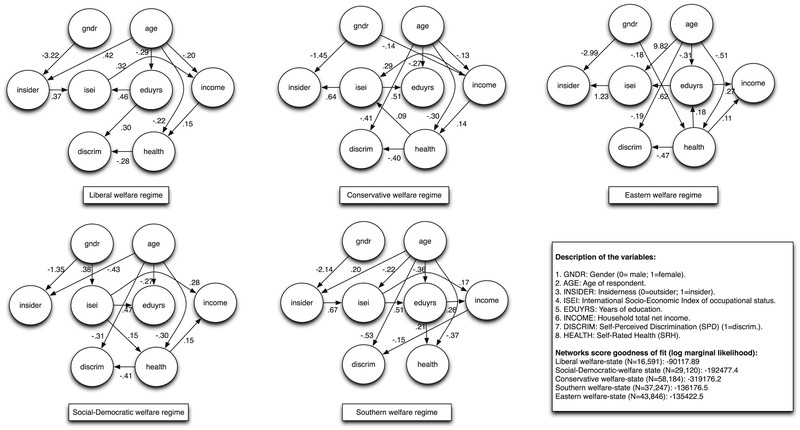 gndr
age
-3.22
.42
-.29
-.20
.32
insider
isei
eduyrs
income
.37
.46
.30
-.22
.15
discrim
health
-.28
Liberal welfare regime
gndr
age
-1.45
-.14
-.13
.29
-.27
insider
isei
eduyrs
income
.64
.51
-.41
.09
-.30
.14
discrim
health
-.40
Conservative welfare regime
gndr
age
-2.99
-.18
9.82
-.31
-.51
insider
isei
eduyrs
income
1.23
.62
.27
-.19
.18
.11
discrim
health
-.47
Eastern welfare regime
gndr
age
-1.35
.38
-.43
-.27
.28
insider
isei
eduyrs
income
.47
-.31
.15
-.30
.15
discrim
health
-.41
Social-Democratic welfare regime
gndr
age
-2.14
.20
-.22
-.36
.17
insider
isei
eduyrs
income
.67
.51
.26
-.53
.21
-.15
-.37
discrim
health
Southern welfare regime
Description of the variables:
1. GNDR: Gender (0= male; 1=female).
2. AGE: Age of respondent.
3. INSIDER: Insiderness (0=outsider; 1=insider).
4. ISEI: International Socio-Economic Index of occupational status.
5. EDUYRS: Years of education.
6. INCOME: Household total net income.
7. DISCRIM: Self-Perceived Discrimination (SPD) (1=discrim.).
8. HEALTH: Self-Rated Health (SRH).
Networks score goodness of fit (log marginal likelihood):
Liberal welfare-state (N=16,591): -90117.89
Social-Democratic-welfare state (N=29,120): -192477.4
Conservative welfare-state (N=58,184): -319176.2
Southern welfare-state (N=37,247): -136176.5
Eastern welfare-state (N=43,846): -135422.5